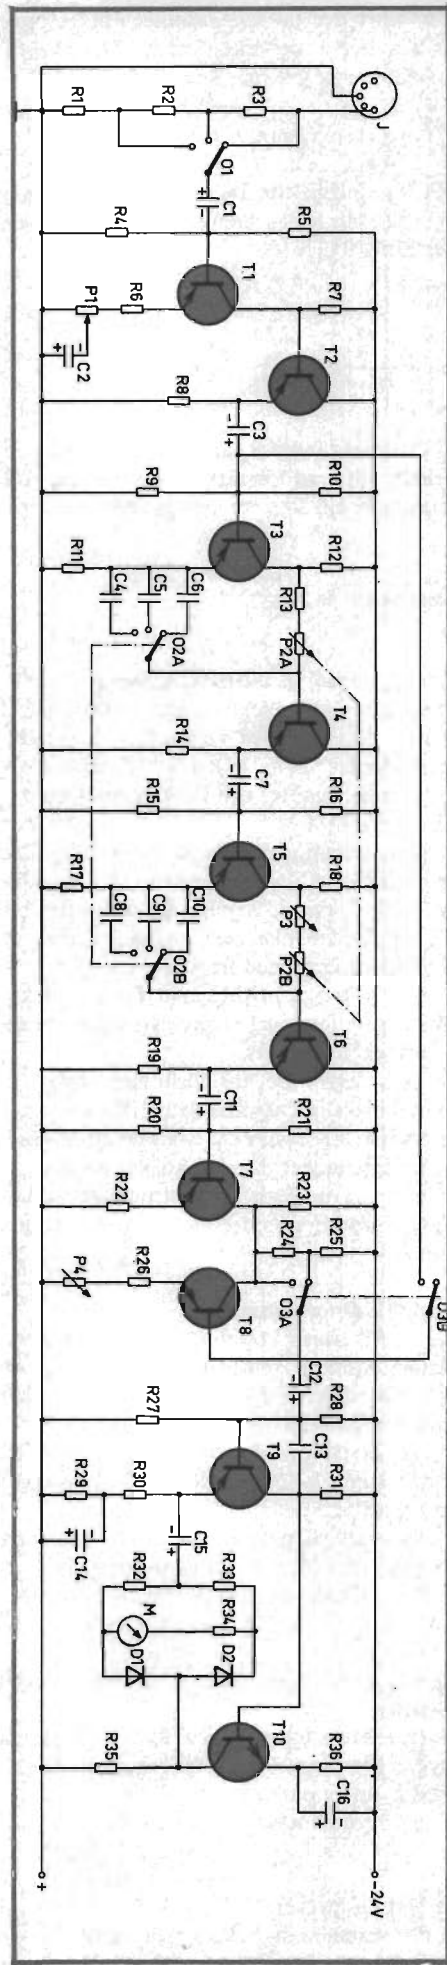 J
R1
R2
R3
O1
+ -
C1
R4
R5
T1
P1
R6
R7
+ -
C2
T2
R8
- +
C3
R9
R10
T3
R11
R12
C4
C5
C6
R13
O2A
P2A
T4
R14
- +
C7
R15
R16
T5
R17
R18
C8
C9
C10
P3
O2B
P2B
T6
R19
- +
C11
R20
R21
T7
R22
R23
R24
R25
P4
R26
T8
O3A
O3B
- +
C12
R27
R28
C13
T9
R29
R30
R31
+ -
C14
- +
C15
R32
R33
M
R34
D1
D2
T10
R35
R36
C16
+ -
+
-24V